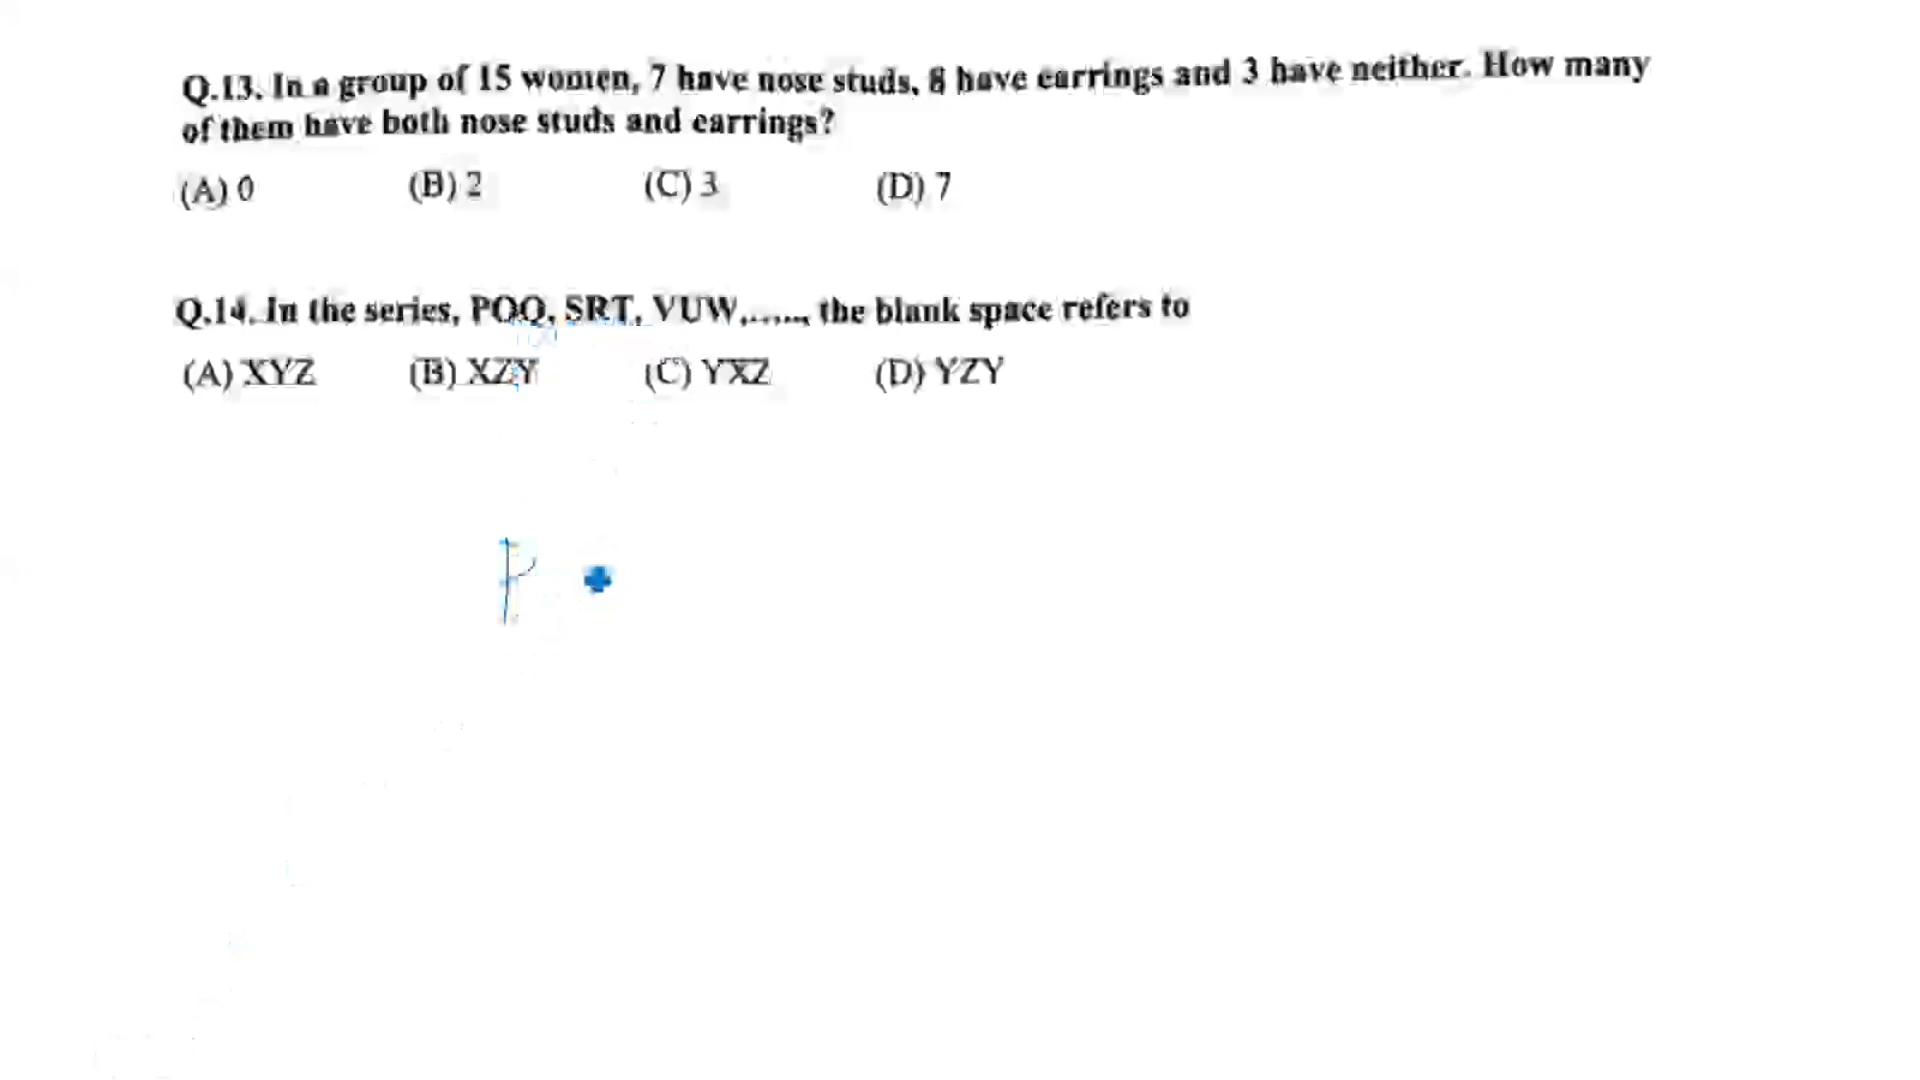 Q.13. In a group of 15 women, 7 have nose studs, 8 have earrings and 3 have neither. How many
of them have both nose studs and earrings?
(A) 0 (B) 2 (C) 3 (D) 7
Q.14. In the series, POQ, SRT, VUW,......, the blank space refers to
(A) XYZ (B) XZY (C) YXZ (D) YZY
P